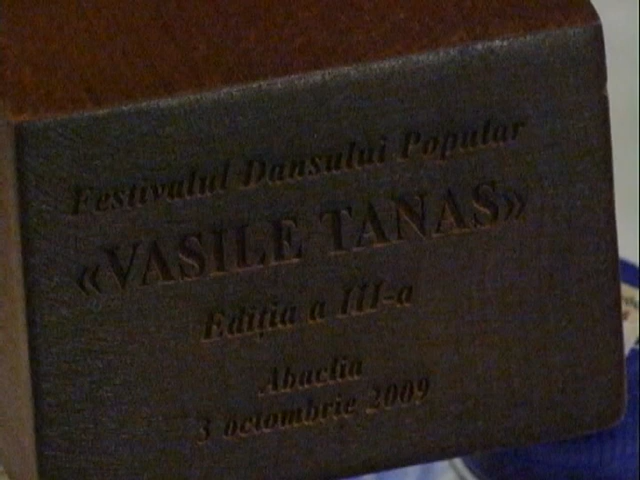 Festivalul Dansului Popular
«VASILE TANAS»
Ediția a III-a
Abaclia
3 octombrie 2009